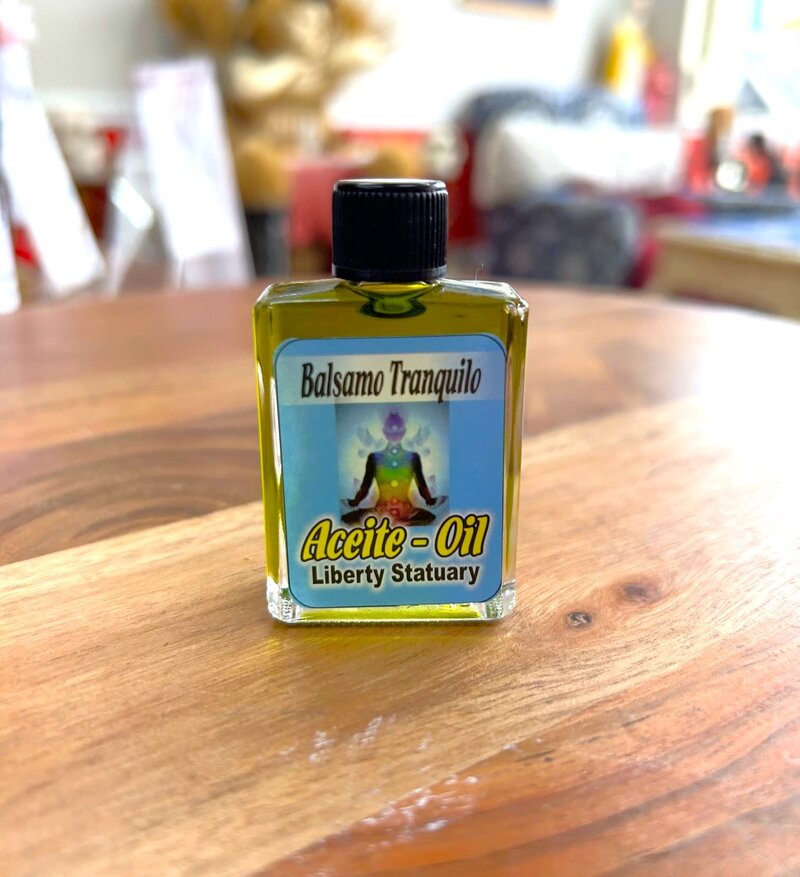 Balsamo Tranquilo
Aceite - Oil
Liberty Statuary